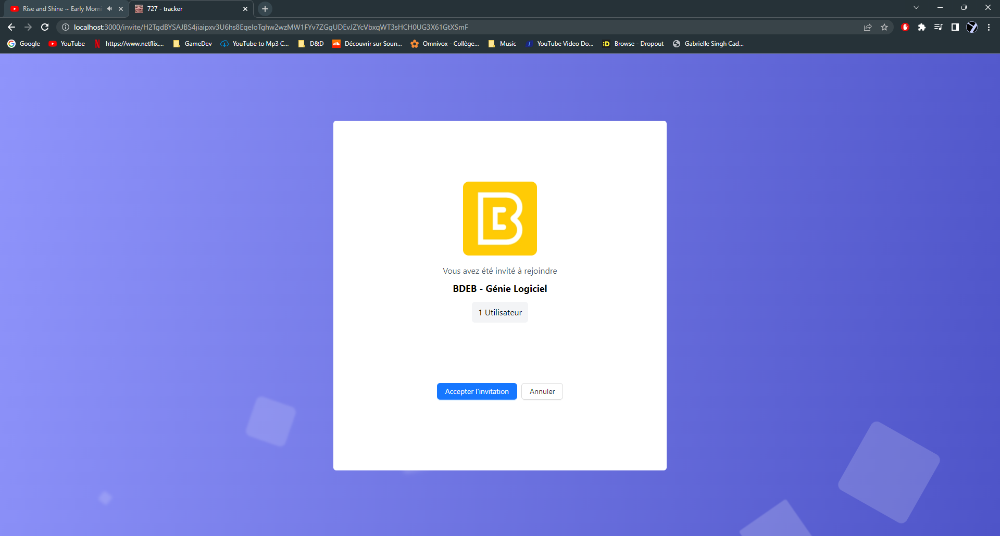 Rise and Shine ~ Early Morni
727 - tracker
localhost:3000/invite/H2TgdBYSAJBS4jiaipxv3U6hs8EqeloTghw2wzMW1FYv7ZGgUDEvJZYcVbxqWT3sHCH0UG3X61GtXSmF
Google YouTube https://www.netflix.... GameDev YouTube to Mp3 C... D&D Découvrir sur Soun... Omnivox - Collège... Music YouTube Video Do... Browse - Dropout Gabrielle Singh Cad...
B
Vous avez été invité à rejoindre
BDEB - Génie Logiciel
1 Utilisateur
Accepter l'invitation
Annuler